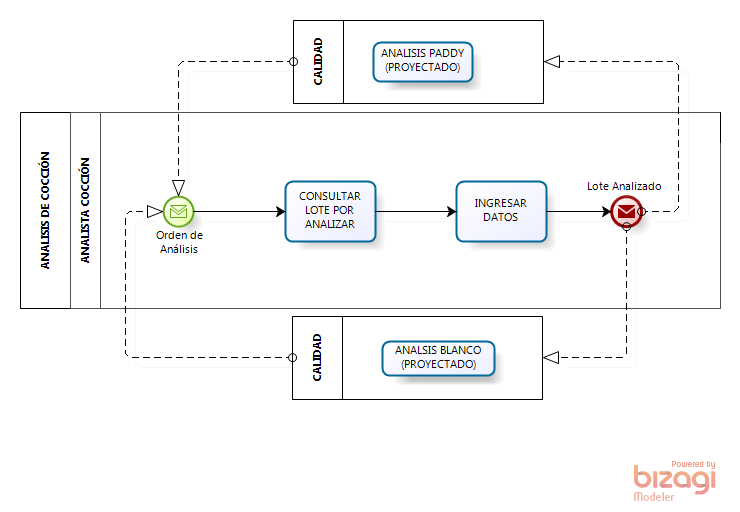 CALIDAD
ANALISIS PADDY
(PROYECTADO)
ANALISIS DE COCCIÓN
ANALISTA COCCIÓN
Orden de
Análisis
CONSULTAR
LOTE POR
ANALIZAR
INGRESAR
DATOS
Lote Analizado
CALIDAD
ANALSIS BLANCO
(PROYECTADO)
Powered by
bizagi
Modeler